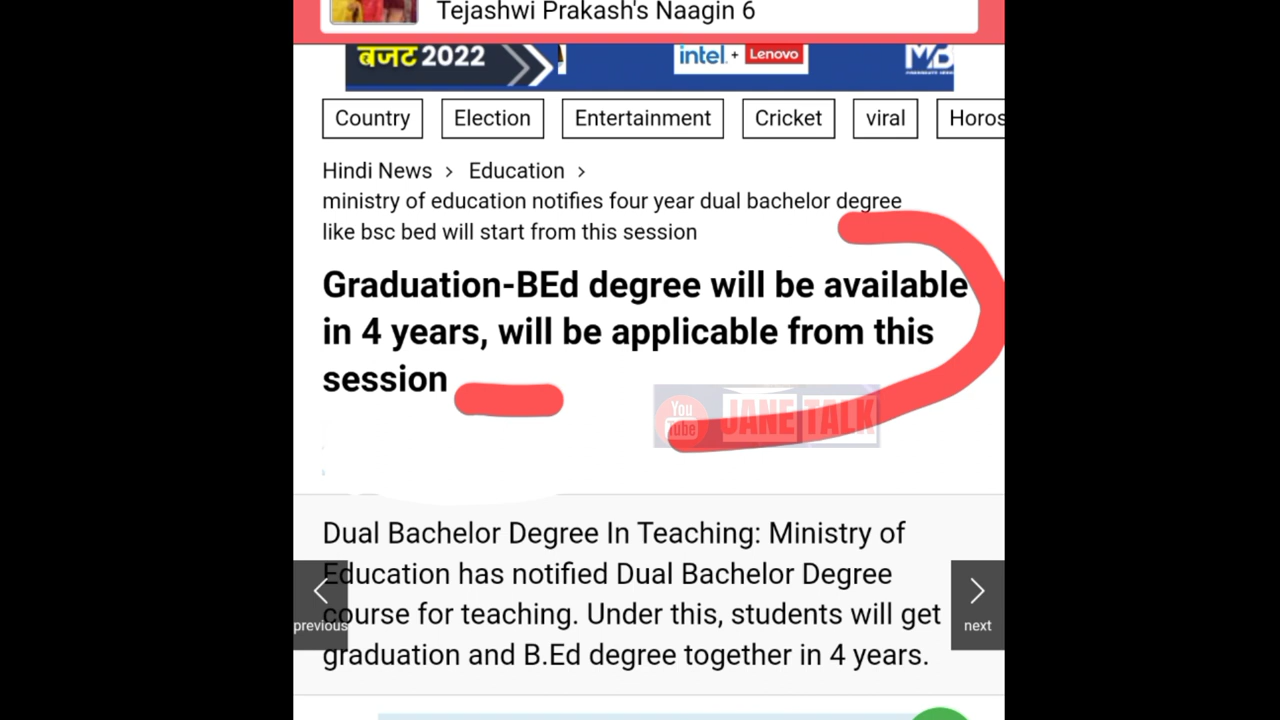 Tejashwi Prakash's Naagin 6
बजट 2022
intel. + Lenovo
Country Election Entertainment Cricket viral Horos
Hindi News > Education >
ministry of education notifies four year dual bachelor degree
like bsc bed will start from this session
Graduation-BEd degree will be available
in 4 years, will be applicable from this
session
You
Tube
JANE TALK
Dual Bachelor Degree In Teaching: Ministry of
Education has notified Dual Bachelor Degree
course for teaching. Under this, students will get
previous
next
graduation and B.Ed degree together in 4 years.